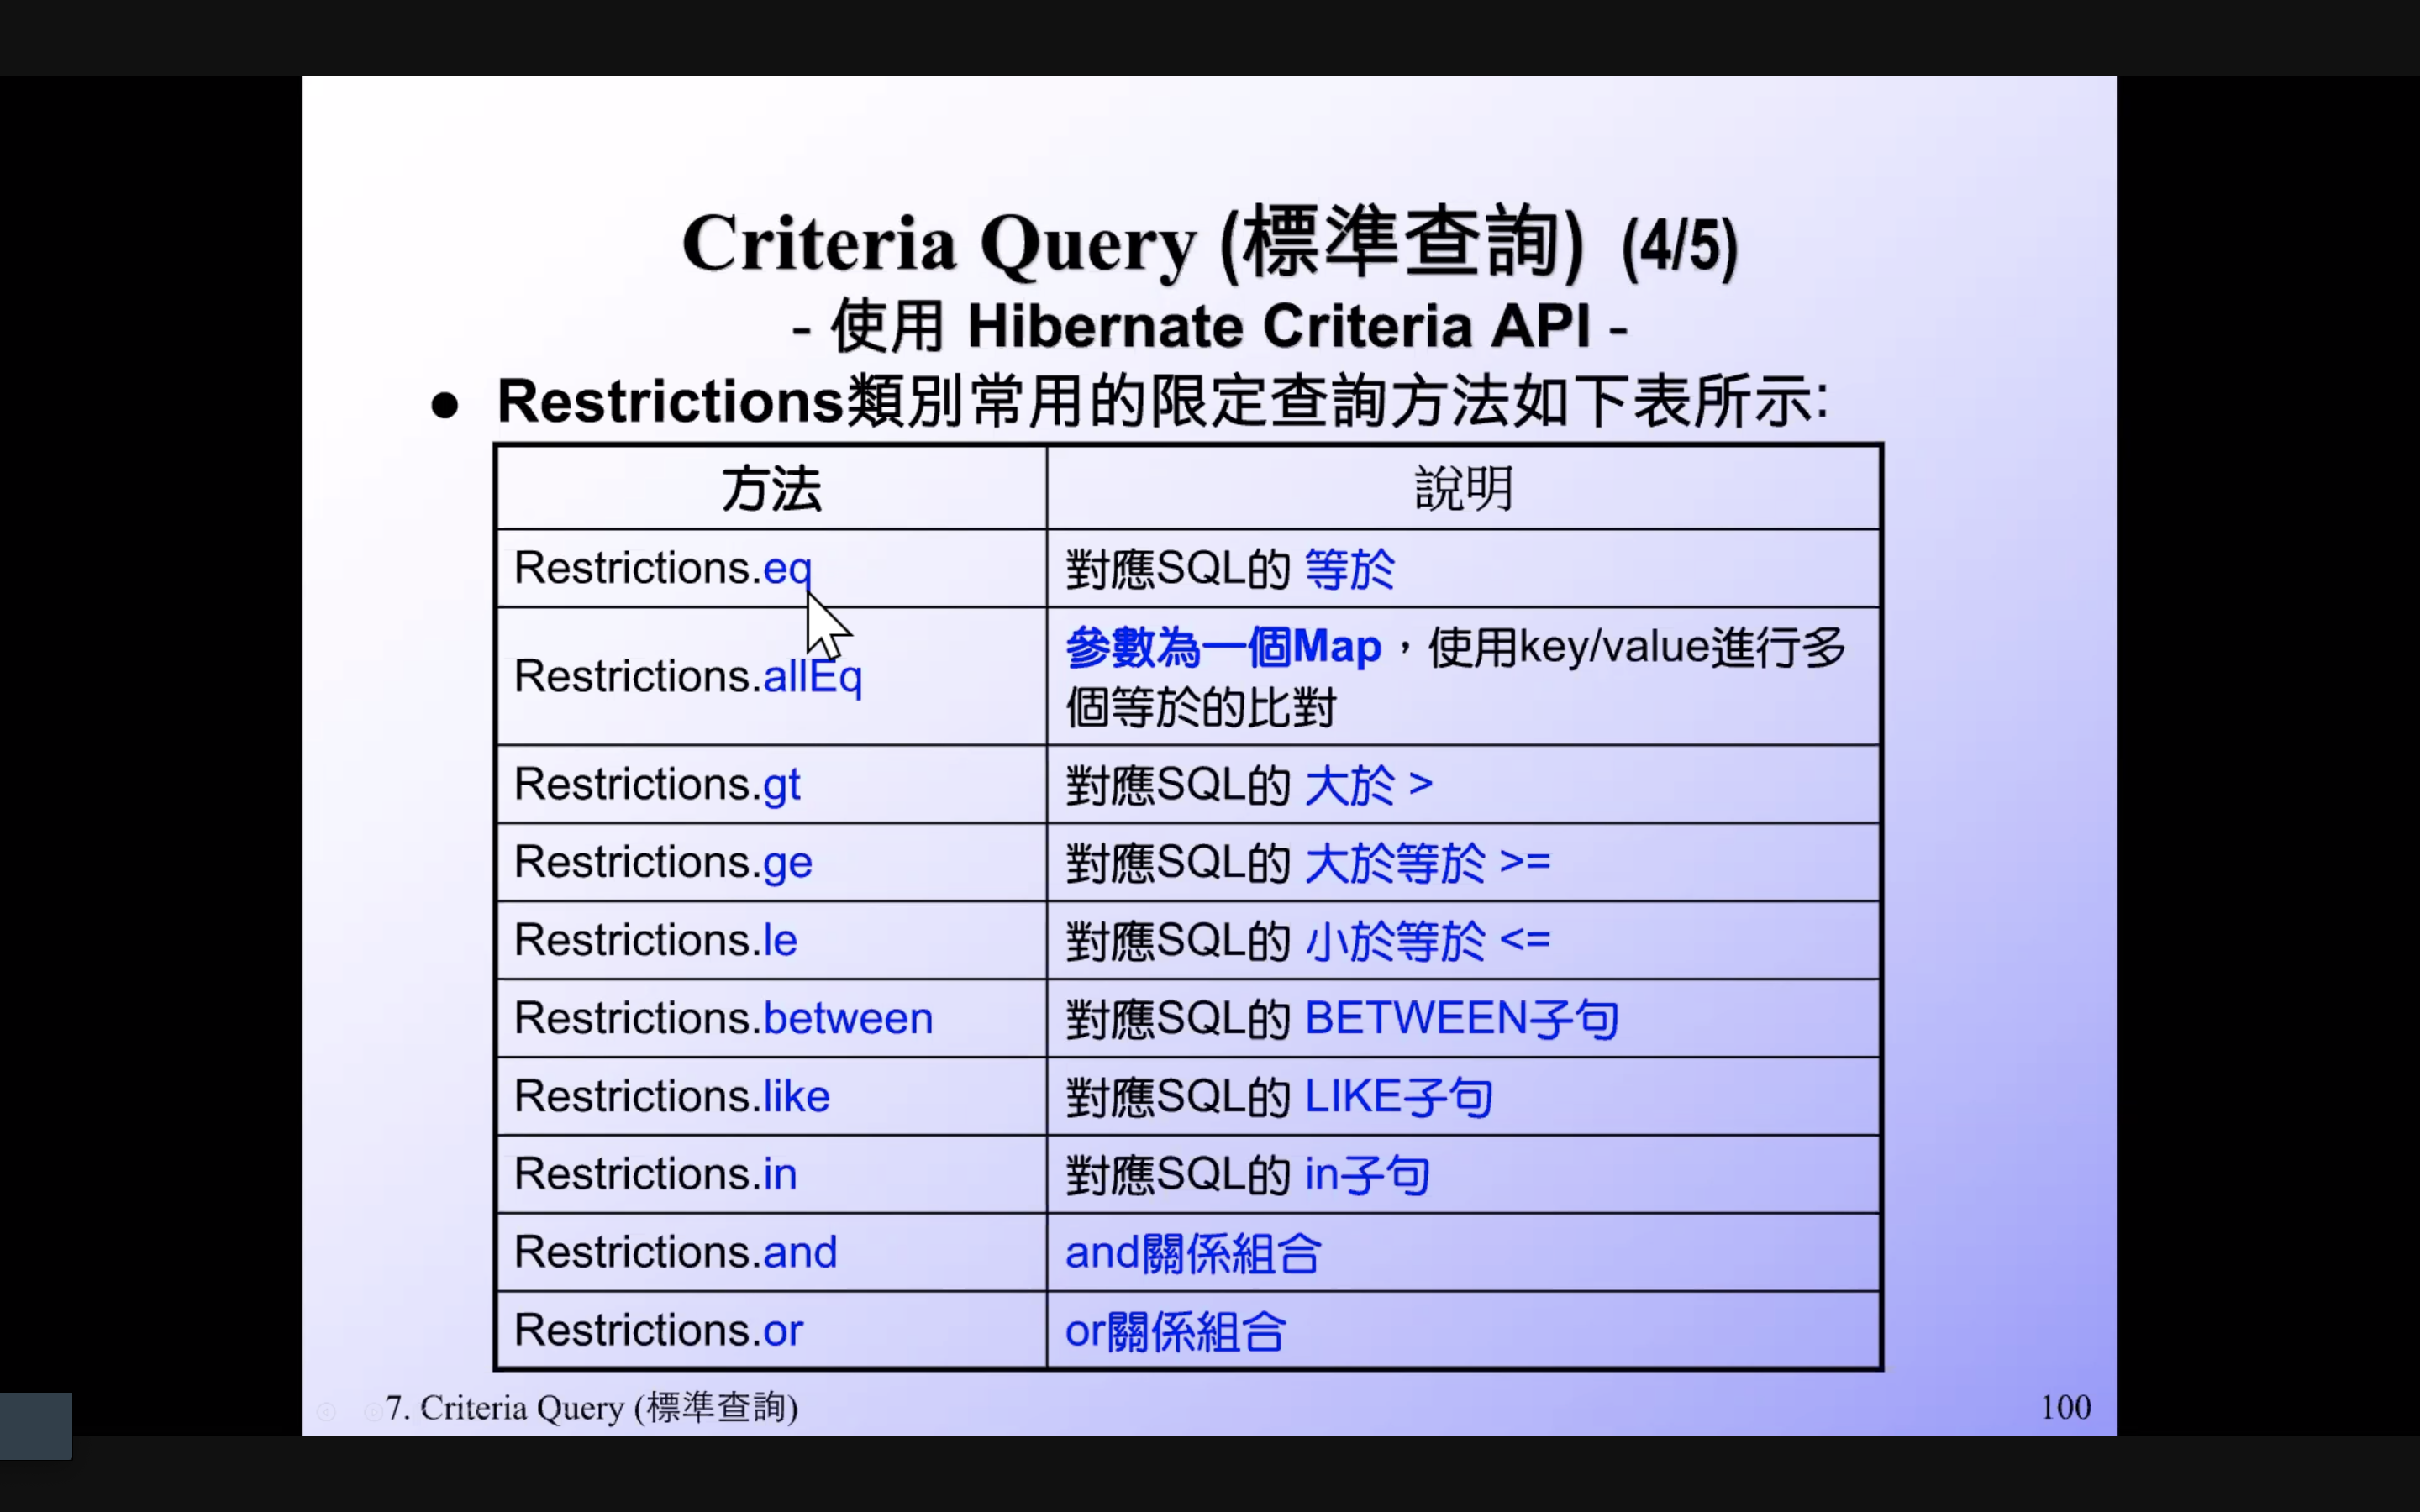 Criteria Query (標準查詢) (4/5)
- 使用 Hibernate Criteria API -
● Restrictions類別常用的限定查詢方法如下表所示:
方法 說明
Restrictions.eq 對應SQL的 等於
Restrictions.allEq 參數為一個Map，使用key/value進行多
個等於的比對
Restrictions.gt 對應SQL的 大於 >
Restrictions.ge 對應SQL的 大於等於 >=
Restrictions.le 對應SQL的 小於等於 <=
Restrictions.between 對應SQL的 BETWEEN子句
Restrictions.like 對應SQL的 LIKE子句
Restrictions.in 對應SQL的 in子句
Restrictions.and and關係組合
Restrictions.or or關係組合
7. Criteria Query (標準查詢) 100